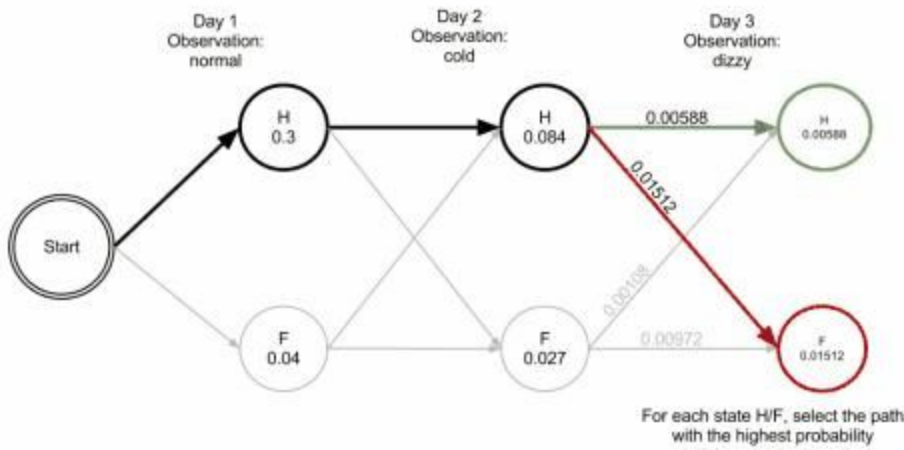 Day 1
Observation:
normal
Day 2
Observation:
cold
Day 3
Observation:
dizzy
H
0.3
H
0.084
0.00588
H
0.00588
0.01512
Start
0.00108
F
0.04
F
0.027
0.00972
F
0.01512
For each state H/F, select the path
with the highest probability